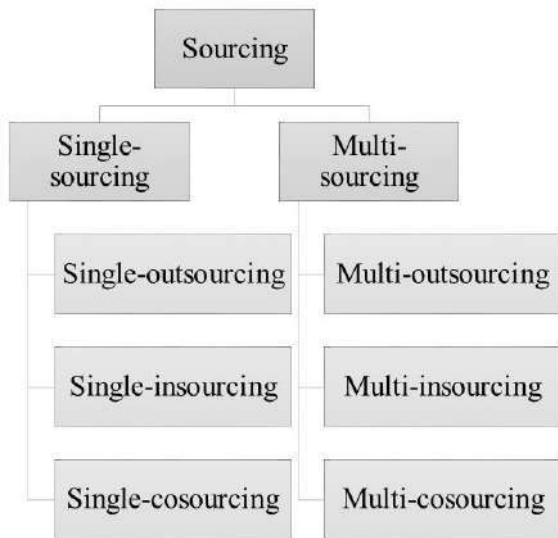 Sourcing
Single-
sourcing
Multi-
sourcing
Single-outsourcing
Multi-outsourcing
Single-insourcing
Multi-insourcing
Single-cosourcing
Multi-cosourcing